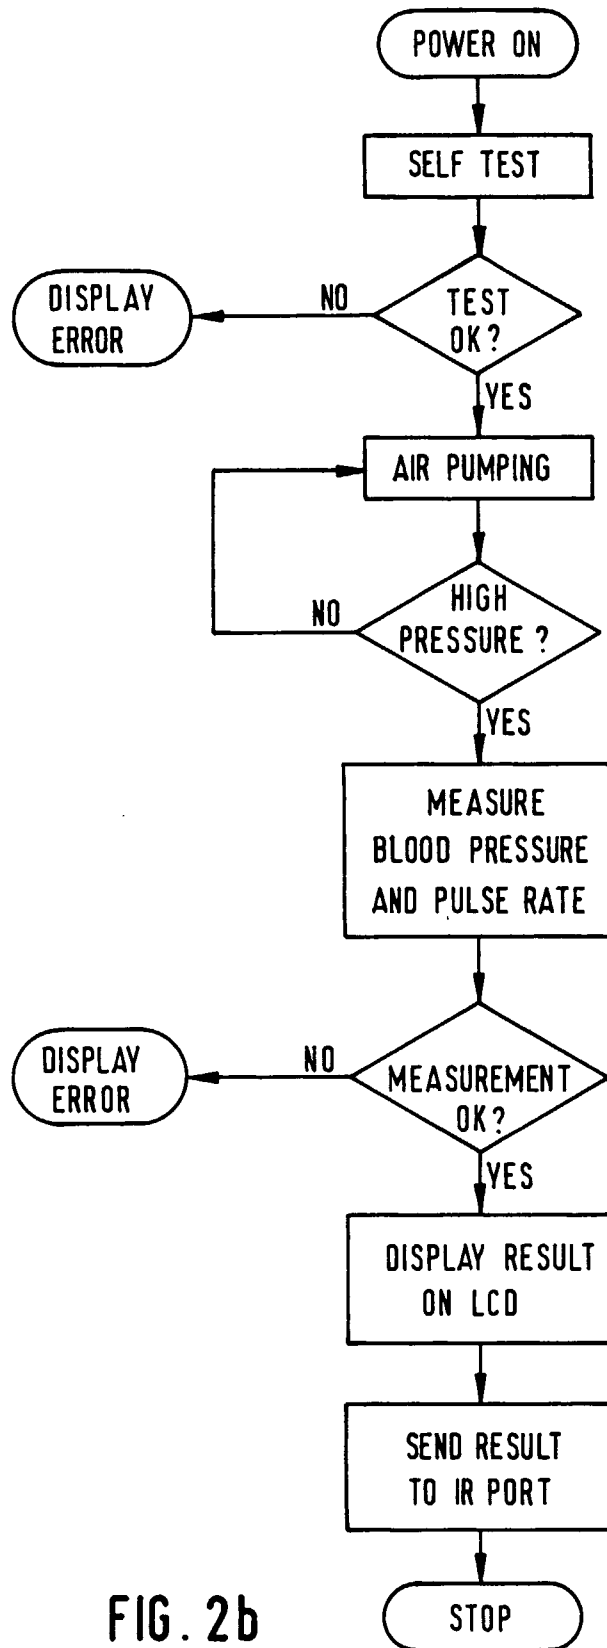 POWER ON
SELF TEST
TEST
OK?
NO
DISPLAY
ERROR
YES
AIR PUMPING
HIGH
PRESSURE ?
NO
YES
MEASURE
BLOOD PRESSURE
AND PULSE RATE
MEASUREMENT
OK?
NO
DISPLAY
ERROR
YES
DISPLAY RESULT
ON LCD
SEND RESULT
TO IR PORT
STOP
FIG. 2b